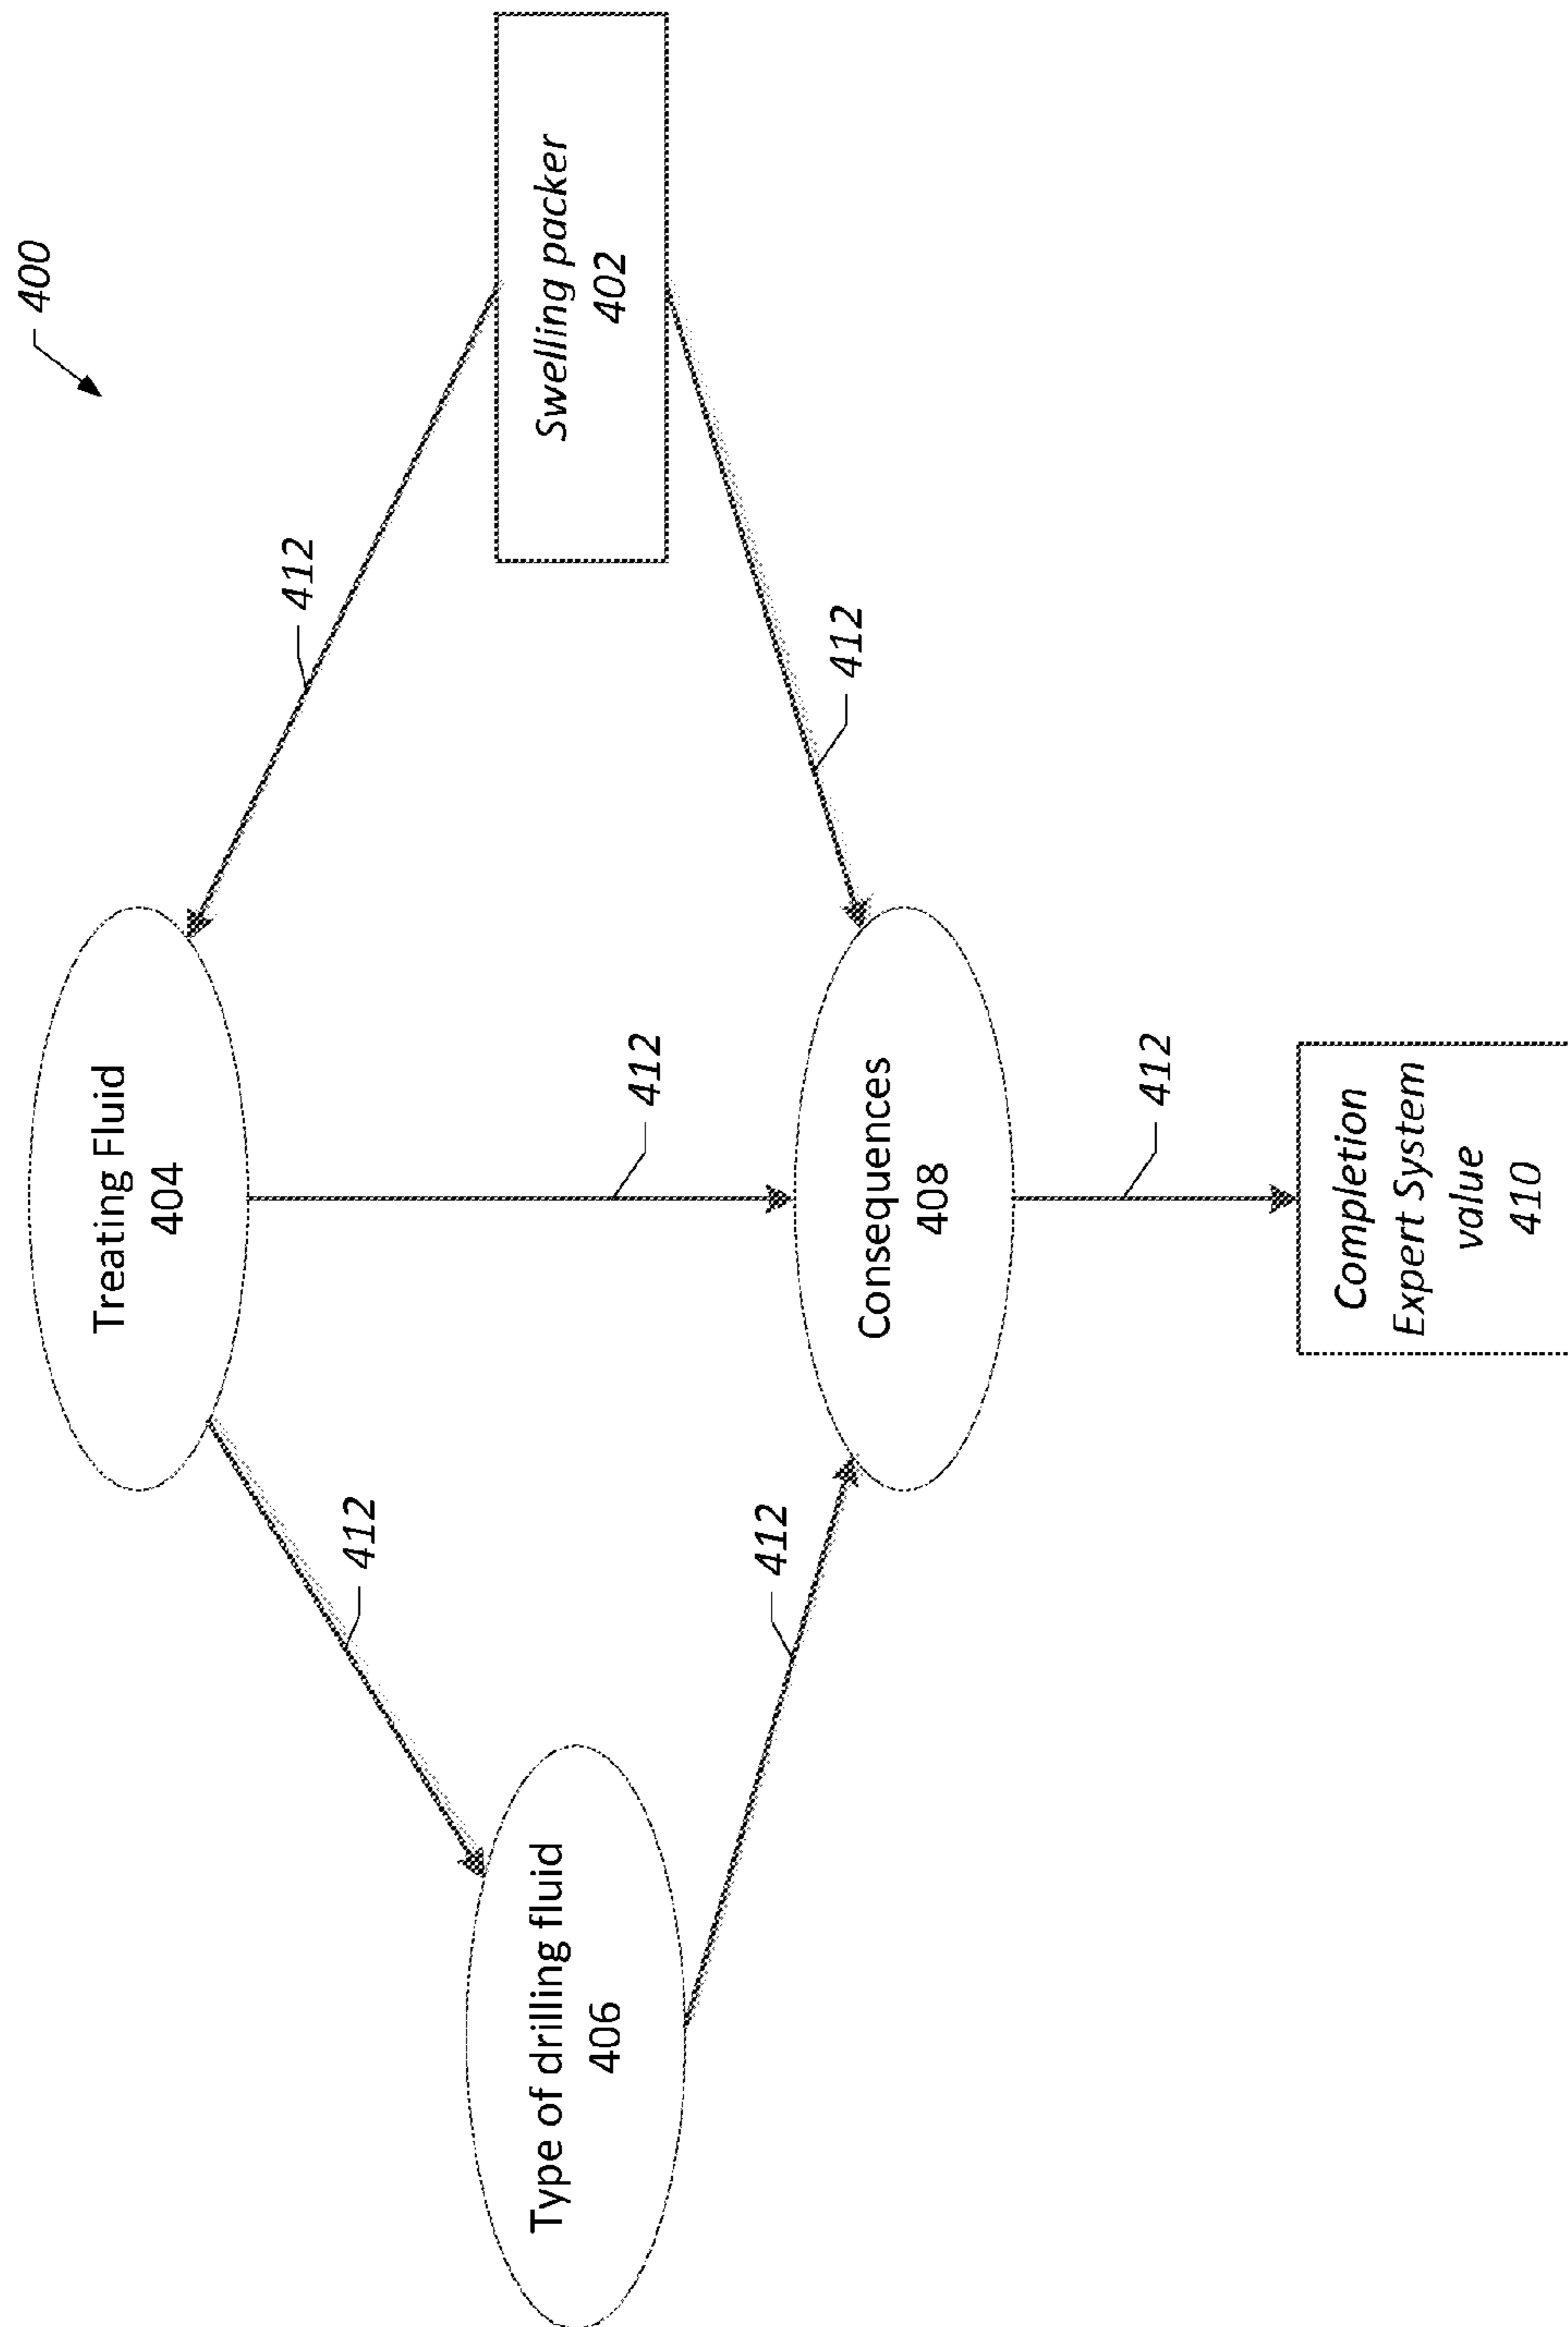 400
Treating Fluid
404
412
412
Type of drilling fluid
406
Swelling packer
402
412
412
412
Consequences
408
412
Completion
Expert System
value
410